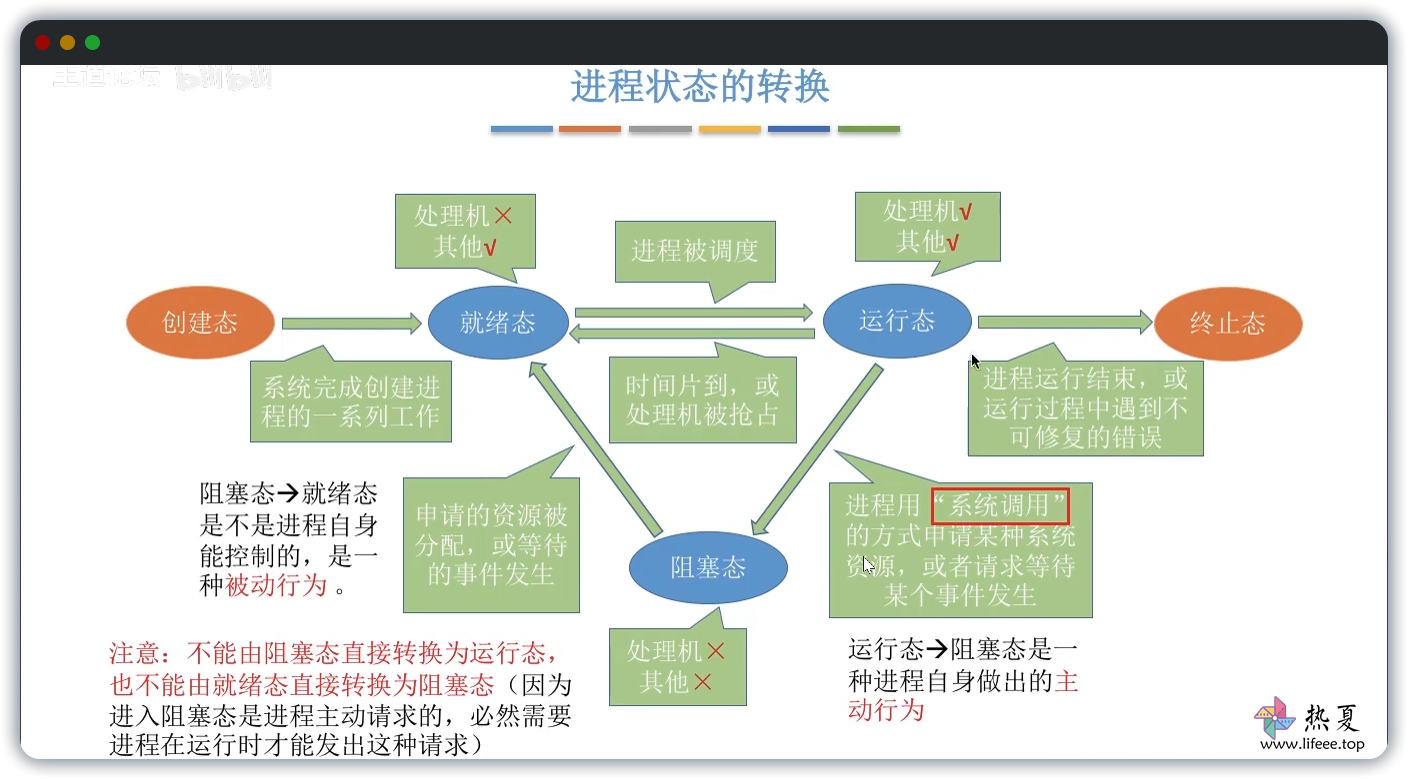 王道论坛 bilibili
进程状态的转换
处理机×
其他√
进程被调度
处理机√
其他√
创建态
就绪态
运行态
终止态
系统完成创建进
程的一系列工作
时间片到，或
处理机被抢占
进程运行结束，或
运行过程中遇到不
可修复的错误
阻塞态→就绪态
是不是进程自身
能控制的，是一
种被动行为 。
申请的资源被
分配，或等待
的事件发生
进程用“系统调用”
的方式申请某种系统
资源，或者请求等待
某个事件发生
阻塞态
处理机×
其他×
运行态→阻塞态是一
种进程自身做出的主
动行为
注意：不能由阻塞态直接转换为运行态，
也不能由就绪态直接转换为阻塞态（因为
进入阻塞态是进程主动请求的，必然需要
进程在运行时才能发出这种请求）
热夏
www.lifeee.top